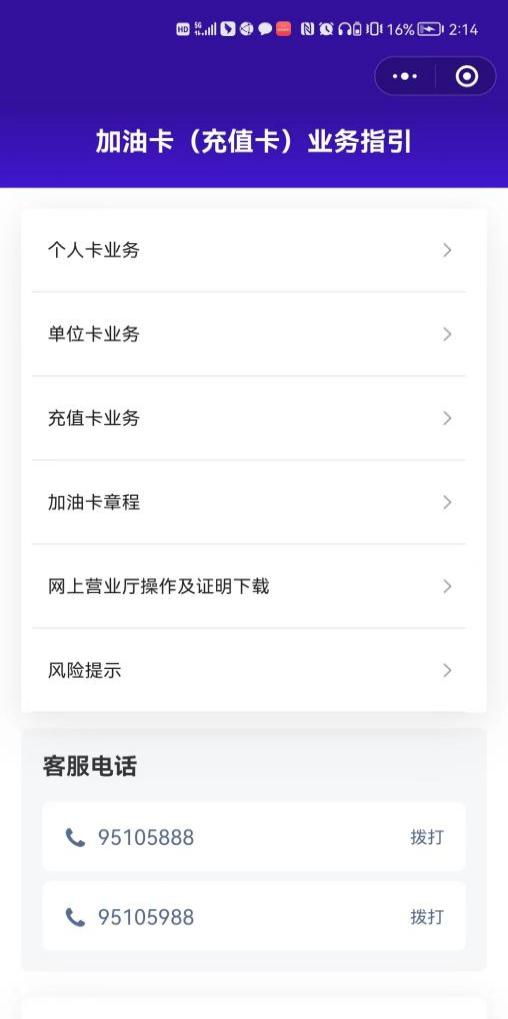 HD 5G 16% 2:14
加油卡（充值卡）业务指引
个人卡业务
单位卡业务
充值卡业务
加油卡章程
网上营业厅操作及证明下载
风险提示
客服电话
95105888 拨打
95105988 拨打